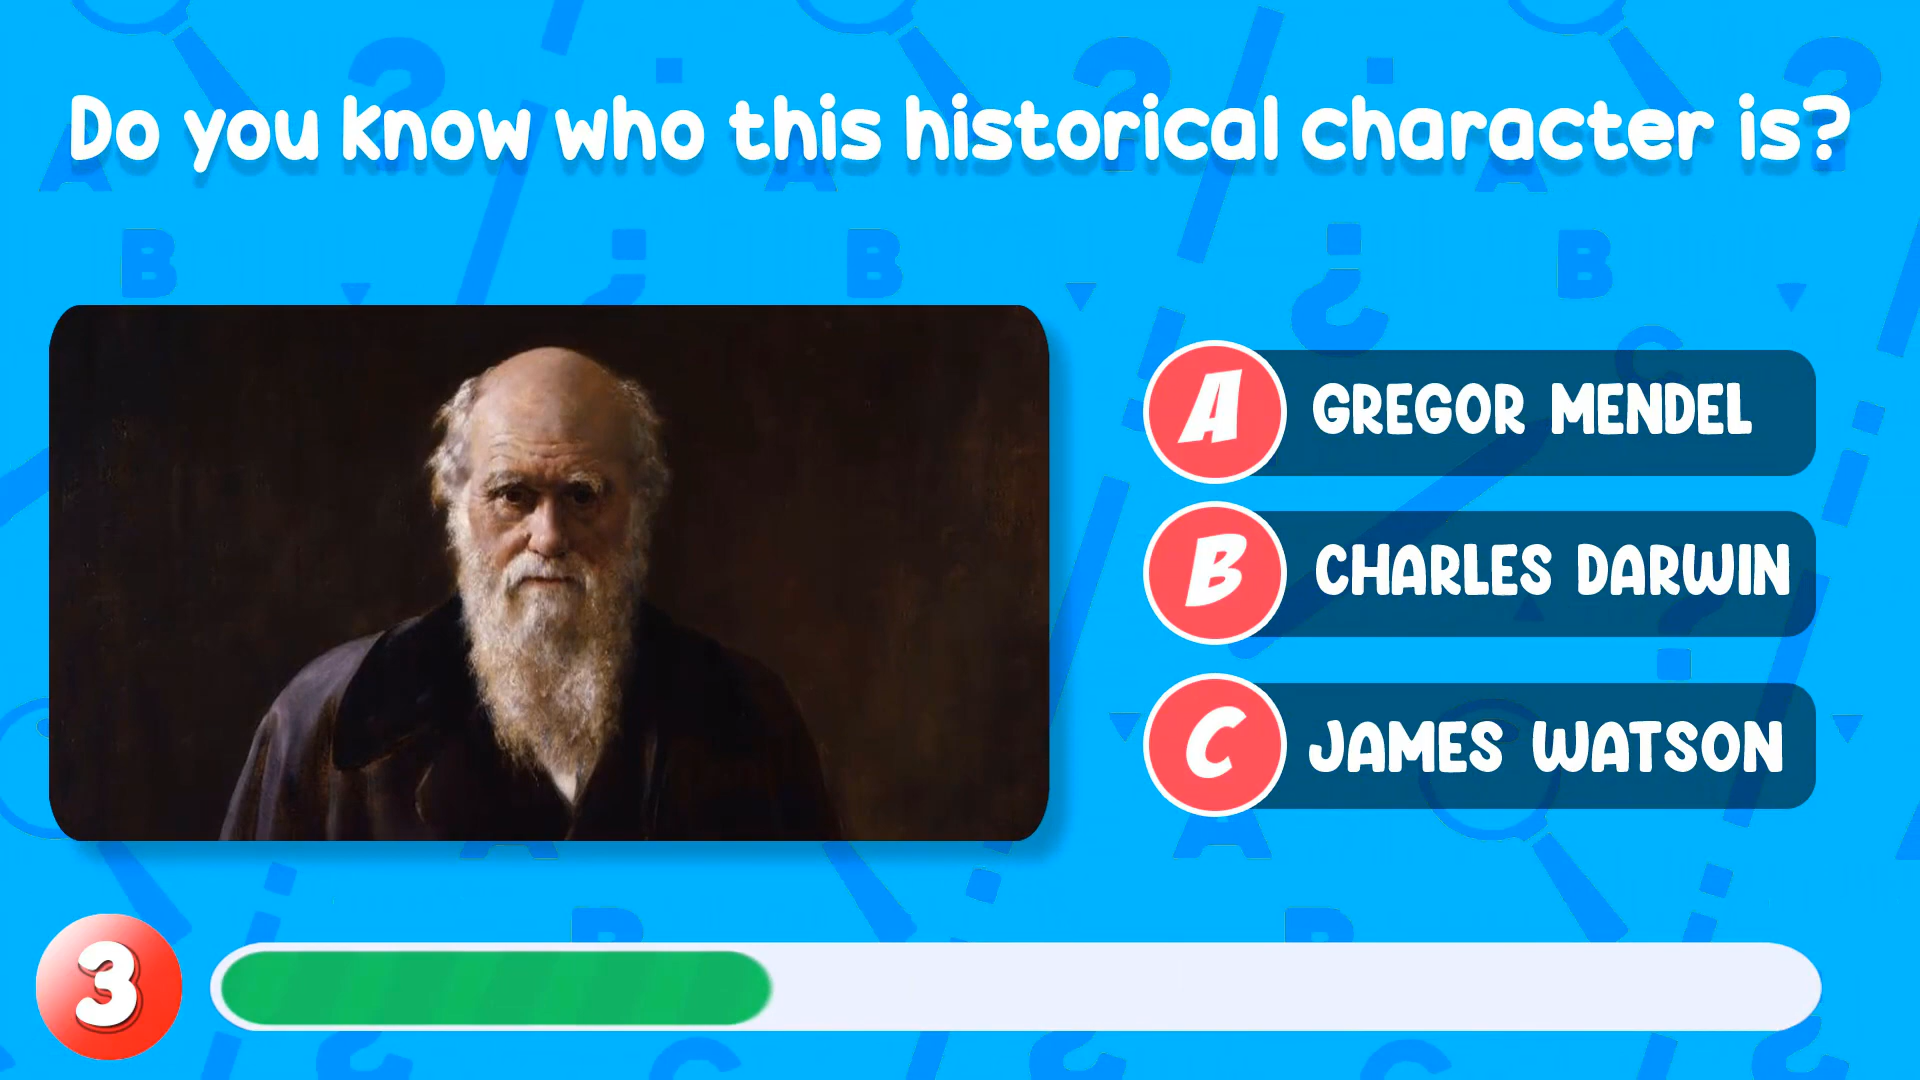 Do you know who this historical character is?
A GREGOR MENDEL
B CHARLES DARWIN
C JAMES WATSON
3